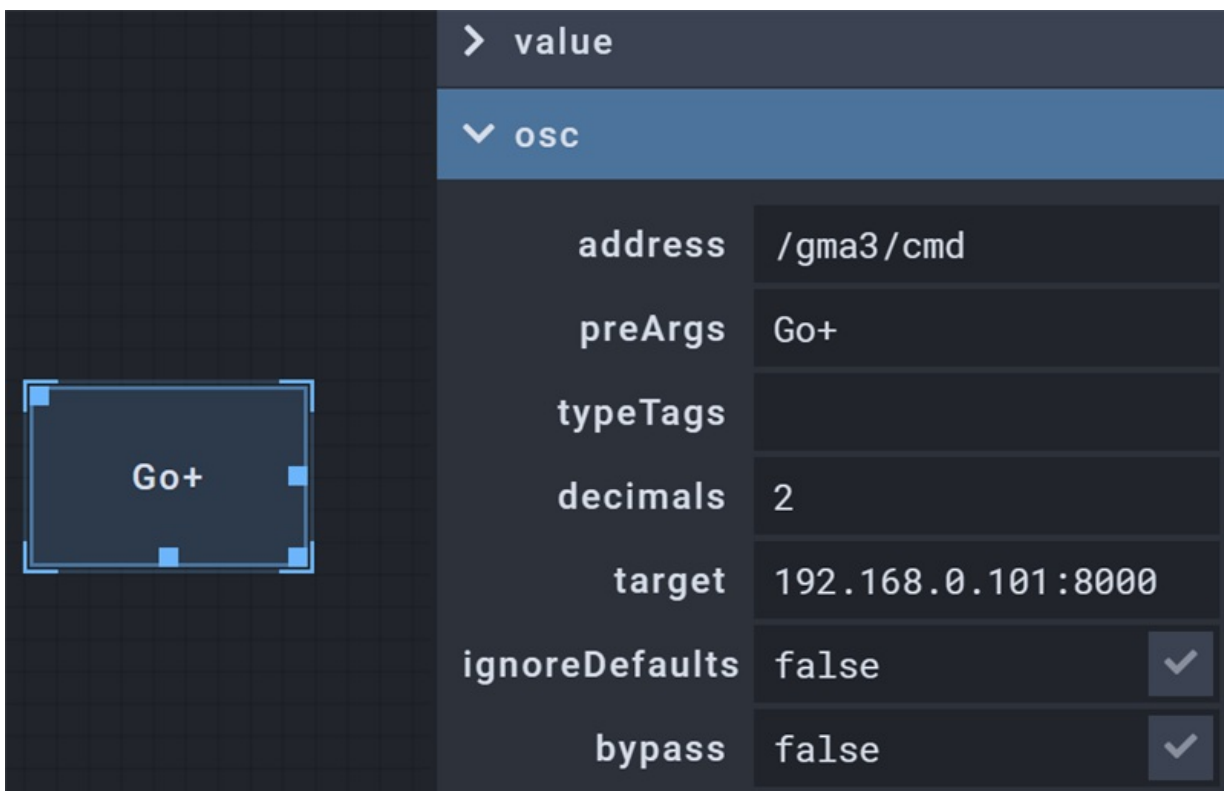 value
osc
address /gma3/cmd
preArgs Go+
typeTags
Go+
decimals 2
target 192.168.0.101:8000
ignoreDefaults false
bypass false